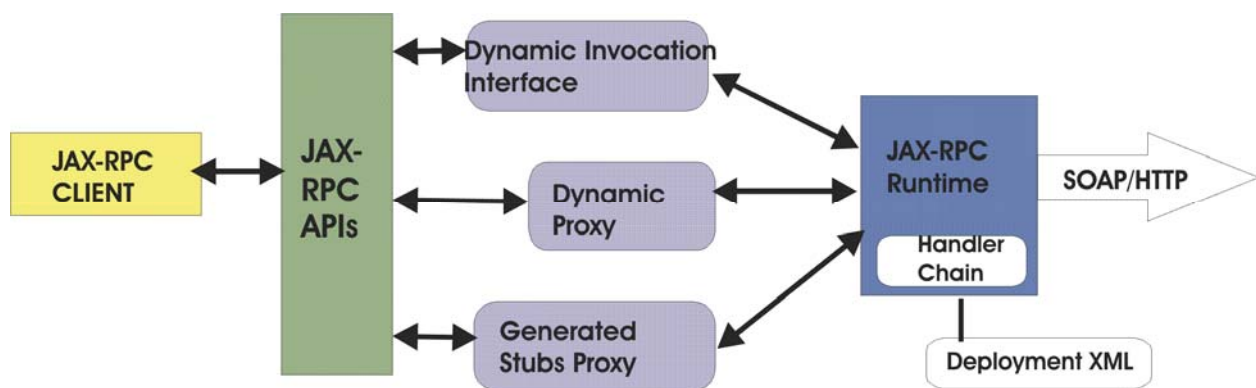 JAX-RPC
CLIENT
JAX-
RPC
APIs
Dynamic Invocation
Interface
Dynamic
Proxy
Generated
Stubs Proxy
JAX-RPC
Runtime
Handler
Chain
SOAP/HTTP
Deployment XML